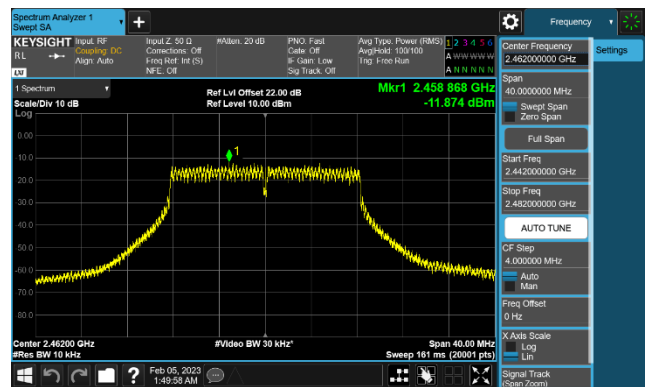 Spectrum Analyzer 1
Swept SA
+
Frequency
KEYSIGHT
RL
LXI
Input: RF
Coupling: DC
Align: Auto
Input Z: 50 Ω
Corrections: Off
Freq Ref: Int (S)
NFE: Off
#Atten: 20 dB
PNO: Fast
Gate: Off
IF Gain: Low
Sig Track: Off
Avg Type: Power (RMS)
Avg|Hold: 100/100
Trig: Free Run
1 2 3 4 5 6
A W W W W W
A N N N N N
1 Spectrum
Scale/Div 10 dB
Log
Ref Lvl Offset 22.00 dB
Ref Level 10.00 dBm
Mkr1 2.458 868 GHz
-11.874 dBm
1
0.00
-10.0
-20.0
-30.0
-40.0
-50.0
-60.0
-70.0
-80.0
Center 2.46200 GHz
#Res BW 10 kHz
#Video BW 30 kHz*
Span 40.00 MHz
Sweep 161 ms (20001 pts)
Feb 05, 2023
1:49:58 AM
?
Center Frequency
2.462000000 GHz
Settings
Span
40.0000000 MHz
Swept Span
Zero Span
Full Span
Start Freq
2.442000000 GHz
Stop Freq
2.482000000 GHz
AUTO TUNE
CF Step
4.000000 MHz
Auto
Man
Freq Offset
0 Hz
X Axis Scale
Log
Lin
Signal Track
(Span Zoom)